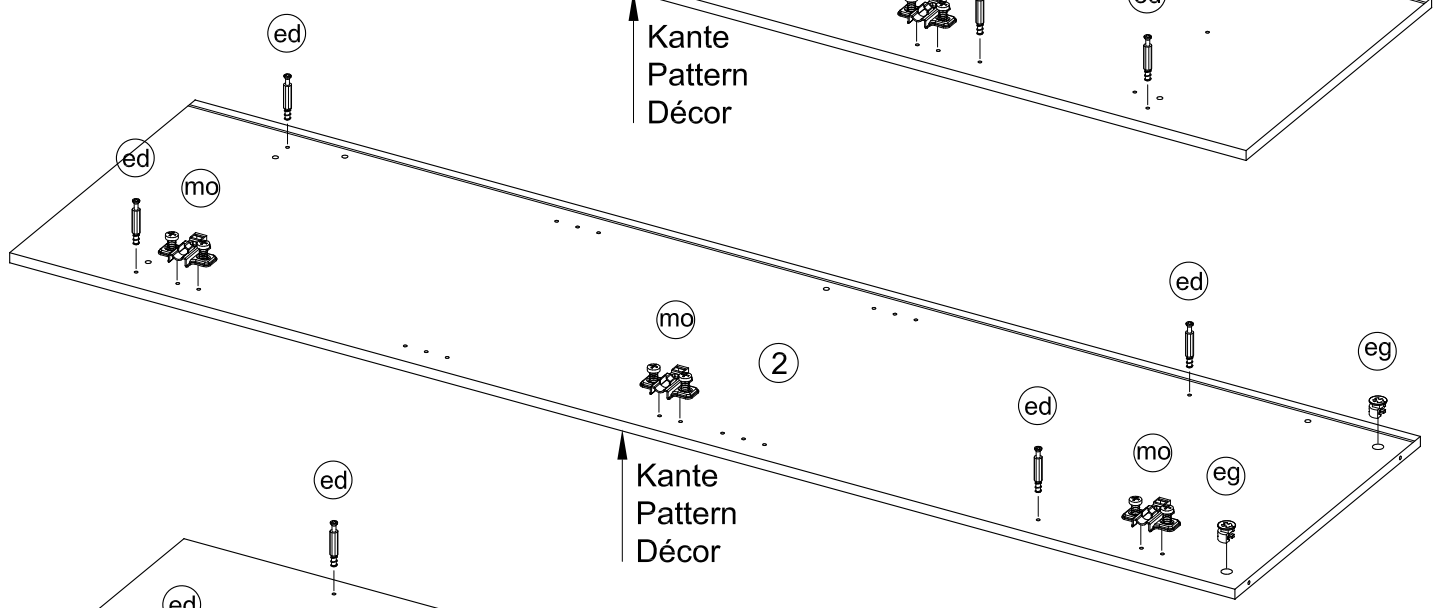 ed
Kante
Pattern
Décor
ed
ed
mo
ed
mo
2
eg
ed
mo
eg
Kante
Pattern
Décor
ed
ed